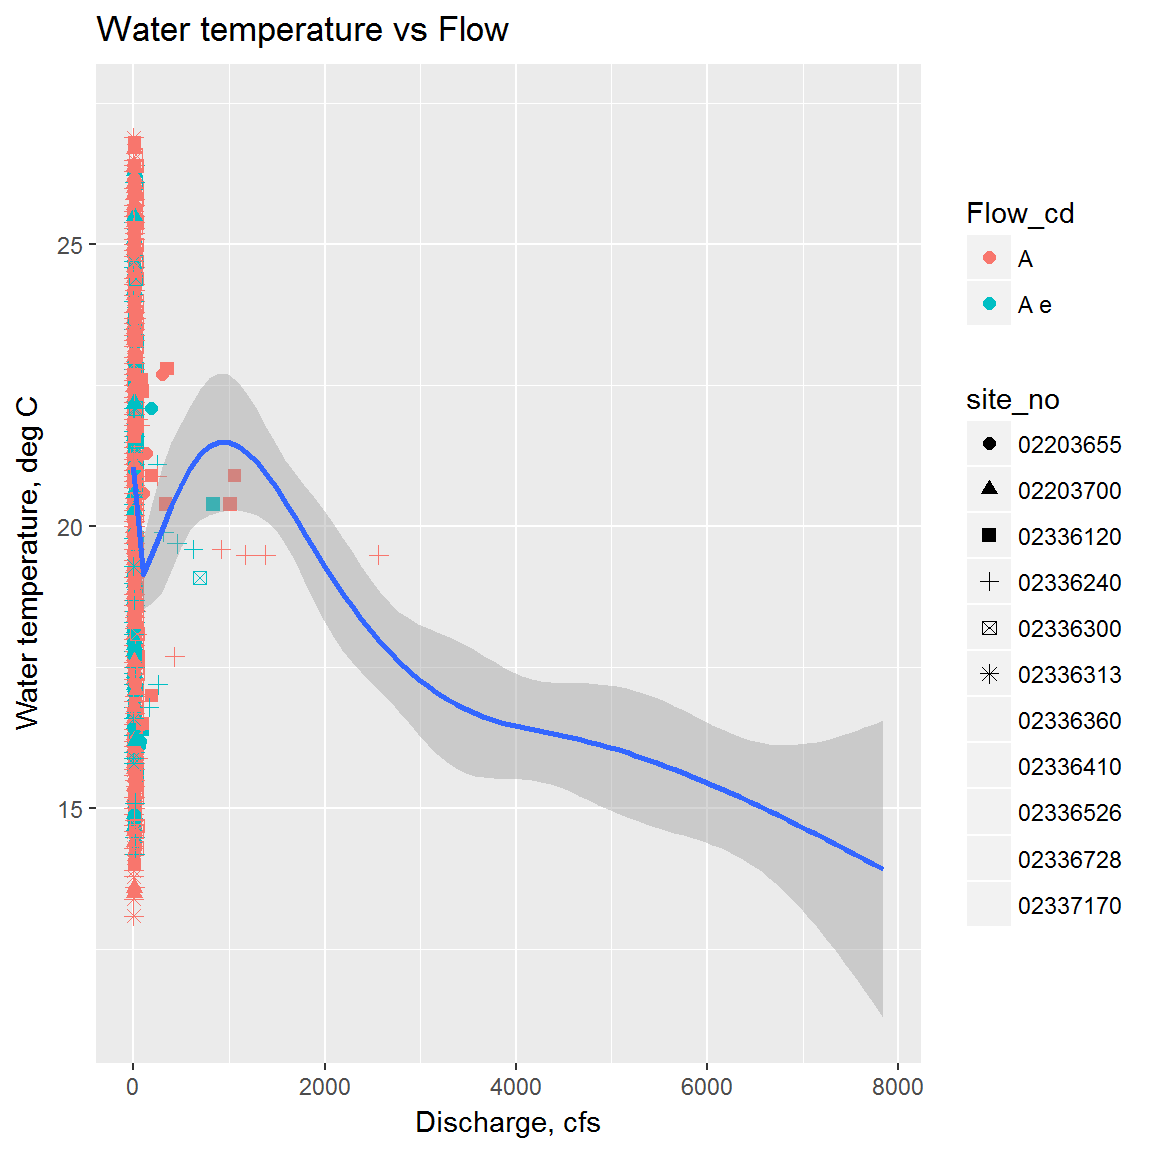 Water temperature vs Flow
Water temperature, deg C
25
20
15
0
2000
4000
6000
8000
Discharge, cfs
Flow_cd
A
A e
site_no
02203655
02203700
02336120
02336240
02336300
02336313
02336360
02336410
02336526
02336728
02337170